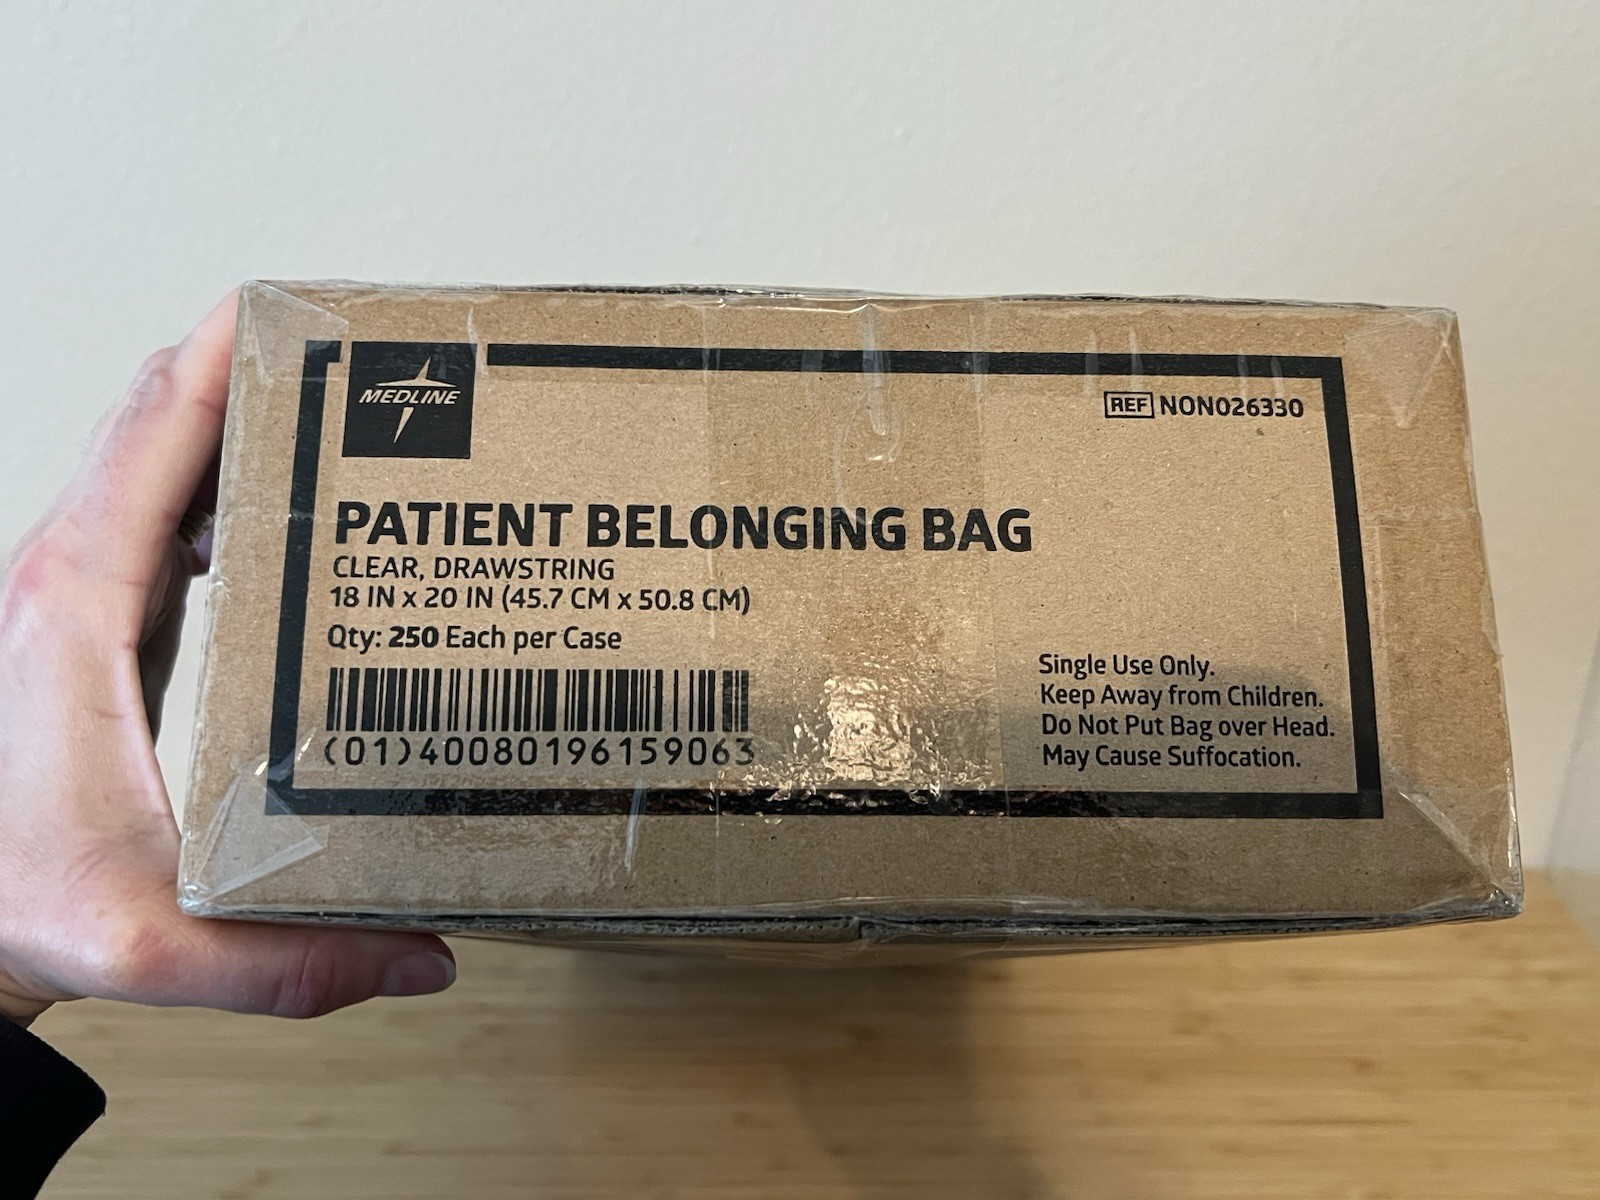 MEDLINE
REF NON026330
PATIENT BELONGING BAG
CLEAR, DRAWSTRING
18 IN x 20 IN (45.7 CM x 50.8 CM)
Qty: 250 Each per Case
(01)40080196159063
Single Use Only.
Keep Away from Children.
Do Not Put Bag over Head.
May Cause Suffocation.